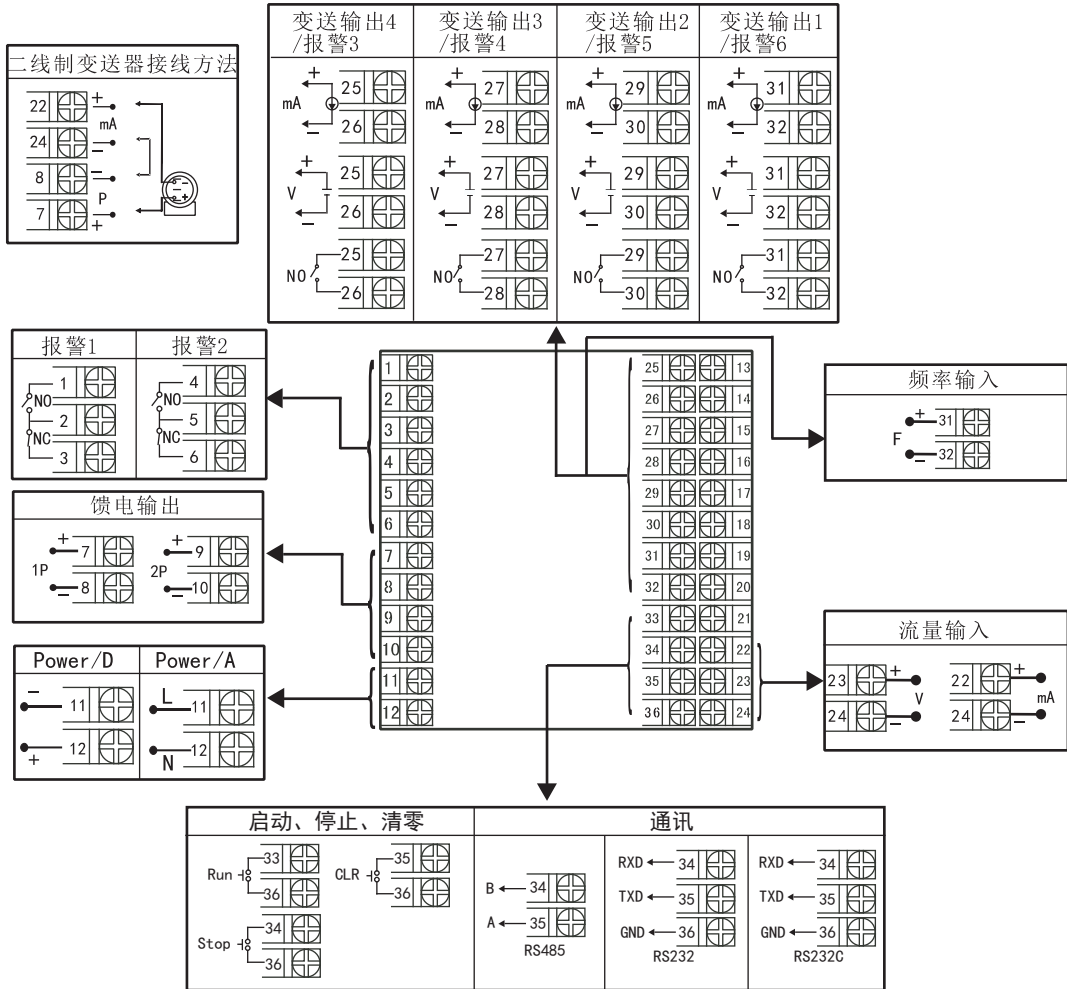 二线制变送器接线方法
22 + mA
24 -
8 - P
7 +
变送输出4 /报警3
mA + 25
- 26
V + 25
- 26
NO 25
26
变送输出3 /报警4
mA + 27
- 28
V + 27
- 28
NO 27
28
变送输出2 /报警5
mA + 29
- 30
V + 29
- 30
NO 29
30
变送输出1 /报警6
mA + 31
- 32
V + 31
- 32
NO 31
32
报警1
1
NO
2
NC
3
报警2
4
NO
5
NC
6
馈电输出
1P + 7
- 8
2P + 9
- 10
Power/D
- 11
+ 12
Power/A
L 11
N 12
1
2
3
4
5
6
7
8
9
10
11
12
25 13
26 14
27 15
28 16
29 17
30 18
31 19
32 20
33 21
34 22
35 23
36 24
频率输入
F + 31
- 32
流量输入
23 + V
24 -
22 + mA
24 -
启动、停止、清零
Run 33
36
CLR 35
36
Stop 34
36
通讯
B 34
A 35
RS485
RXD 34
TXD 35
GND 36
RS232
RXD 34
TXD 35
GND 36
RS232C